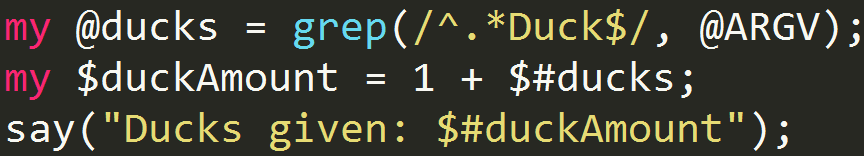 my @ducks = grep(/^.*Duck$/, @ARGV);
my $duckAmount = 1 + $#ducks;
say("Ducks given: $#duckAmount");